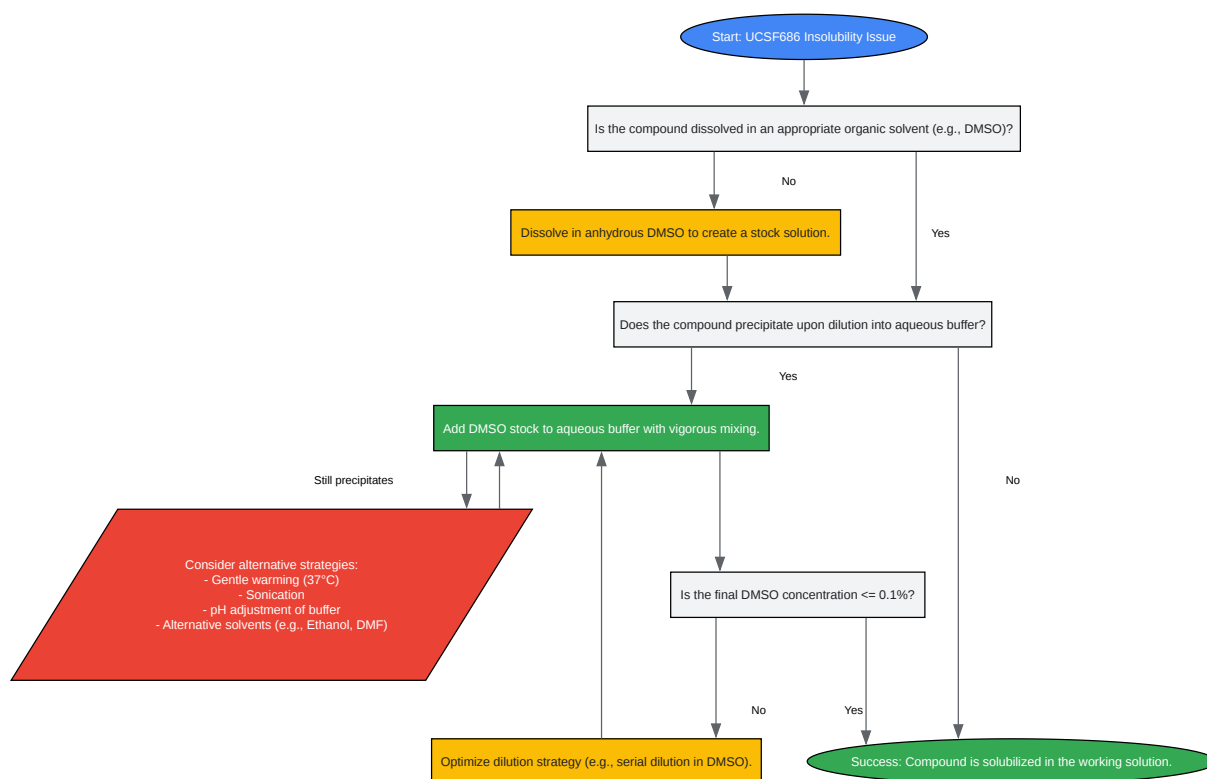 Start: UCSF686 Insolubility Issue
Is the compound dissolved in an appropriate organic solvent (e.g., DMSO)?
No
Dissolve in anhydrous DMSO to create a stock solution.
Yes
Does the compound precipitate upon dilution into aqueous buffer?
Yes
Add DMSO stock to aqueous buffer with vigorous mixing.
Still precipitates
No
Consider alternative strategies:
- Gentle warming (37°C)
- Sonication
- pH adjustment of buffer
- Alternative solvents (e.g., Ethanol, DMF)
Is the final DMSO concentration <= 0.1%?
No
Yes
Optimize dilution strategy (e.g., serial dilution in DMSO).
Success: Compound is solubilized in the working solution.